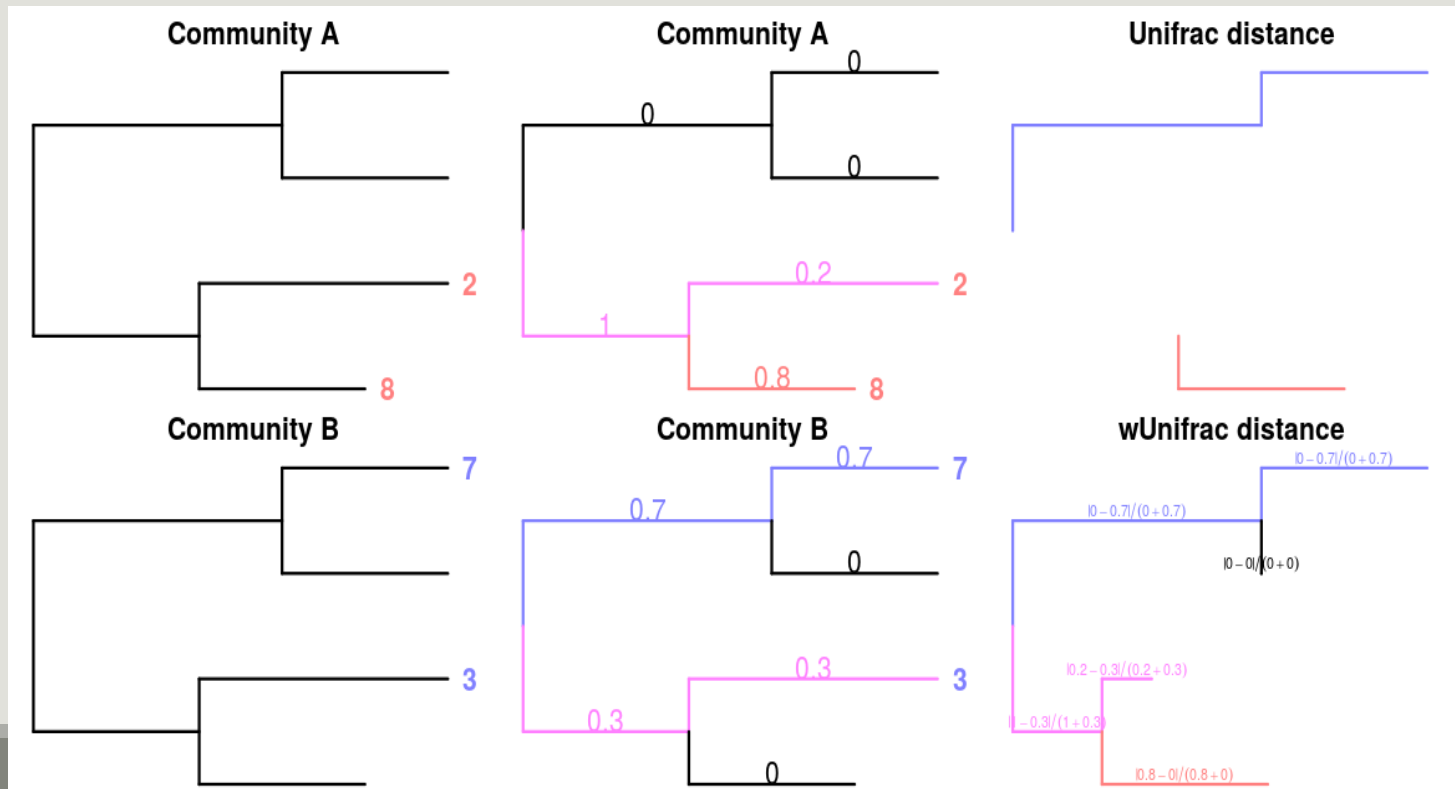 Community A
Community A
Unifrac distance
0
0
0
0.2
2
2
1
0.8
8
8
Community B
Community B
wUnifrac distance
0.7
7
7
|0 − 0.7|/(0 + 0.7)
0.7
|0 − 0.7|/(0 + 0.7)
0
|0 − 0|/(0 + 0)
0.3
3
3
|0.2 − 0.3|/(0.2 + 0.3)
0.3
|1 − 0.3|/(1 + 0.3)
0
|0.8 − 0|/(0.8 + 0)